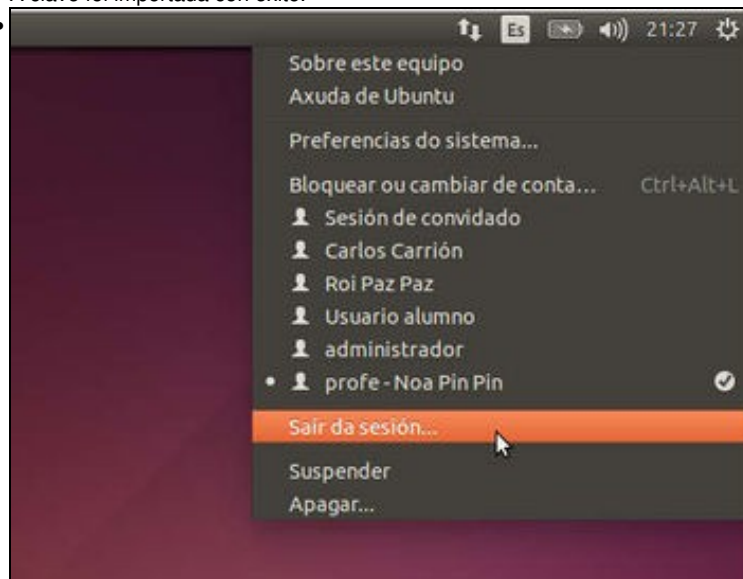 Es 21:27
Sobre este equipo
Axuda de Ubuntu
Preferencias do sistema...
Bloquear ou cambiar de conta... Ctrl+Alt+L
Sesión de convidado
Carlos Carrión
Roi Paz Paz
Usuario alumno
administrador
profe - Noa Pin Pin
Saír da sesión...
Suspender
Apagar...